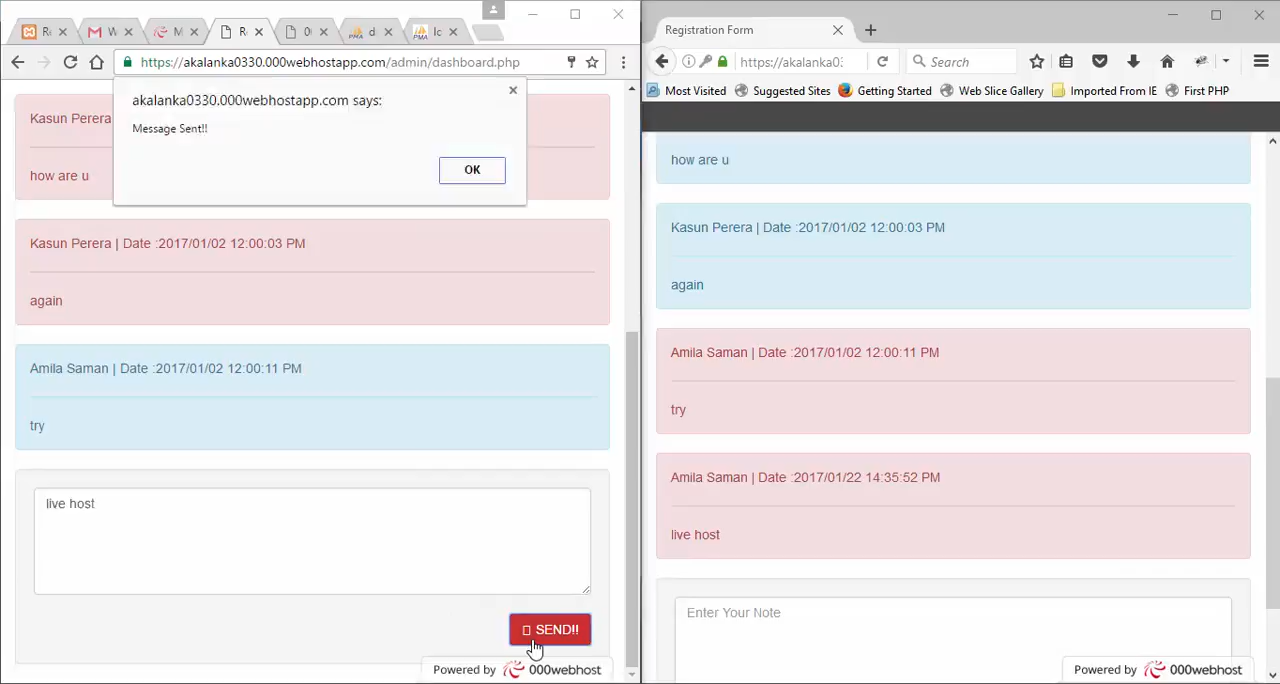 https://akalanka0330.000webhostapp.com/admin/dashboard.php
akalanka0330.000webhostapp.com says:
Message Sent!!
OK
Kasun Perera
how are u
Kasun Perera | Date :2017/01/02 12:00:03 PM
again
Amila Saman | Date :2017/01/02 12:00:11 PM
try
live host
SEND!!
Powered by 000webhost
Registration Form
https://akalanka03
Search
Most Visited
Suggested Sites
Getting Started
Web Slice Gallery
Imported From IE
First PHP
how are u
Kasun Perera | Date :2017/01/02 12:00:03 PM
again
Amila Saman | Date :2017/01/02 12:00:11 PM
try
Amila Saman | Date :2017/01/22 14:35:52 PM
live host
Enter Your Note
Powered by 000webhost